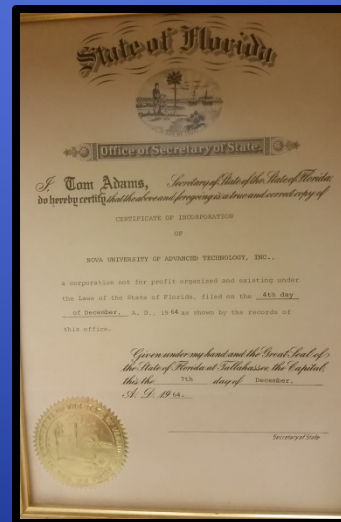 State of Florida
Office of Secretary of State.
I, Tom Adams, Secretary of State of the State of Florida,
do hereby certify that the above and foregoing is a true and correct copy of
CERTIFICATE OF INCORPORATION
OF
NOVA UNIVERSITY OF ADVANCED TECHNOLOGY, INC.,
a corporation not for profit organized and existing under
the Laws of the State of Florida, filed on the 4th day
of December, A. D., 1964 as shown by the records of
this office.
Given under my hand and the Great Seal of
the State of Florida at Tallahassee, the Capital,
this the 7th day of December,
A. D. 1964.
Secretary of State